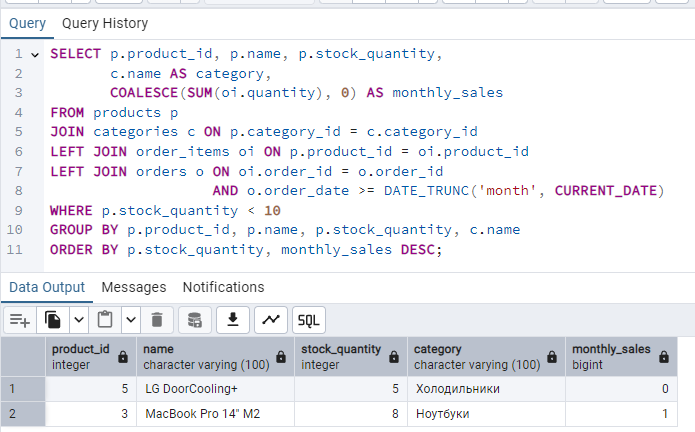 Query Query History
1 SELECT p.product_id, p.name, p.stock_quantity,
2 c.name AS category,
3 COALESCE(SUM(oi.quantity), 0) AS monthly_sales
4 FROM products p
5 JOIN categories c ON p.category_id = c.category_id
6 LEFT JOIN order_items oi ON p.product_id = oi.product_id
7 LEFT JOIN orders o ON oi.order_id = o.order_id
8 AND o.order_date >= DATE_TRUNC('month', CURRENT_DATE)
9 WHERE p.stock_quantity < 10
10 GROUP BY p.product_id, p.name, p.stock_quantity, c.name
11 ORDER BY p.stock_quantity, monthly_sales DESC;
Data Output Messages Notifications
SQL
product_id name stock_quantity category monthly_sales
integer character varying (100) integer character varying (100) bigint
1 5 LG DoorCooling+ 5 Холодильники 0
2 3 MacBook Pro 14" M2 8 Ноутбуки 1